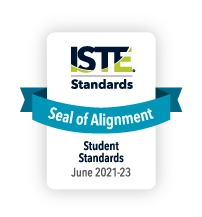 ISTE.
Standards
Seal of Alignment
Student
Standards
June 2021-23